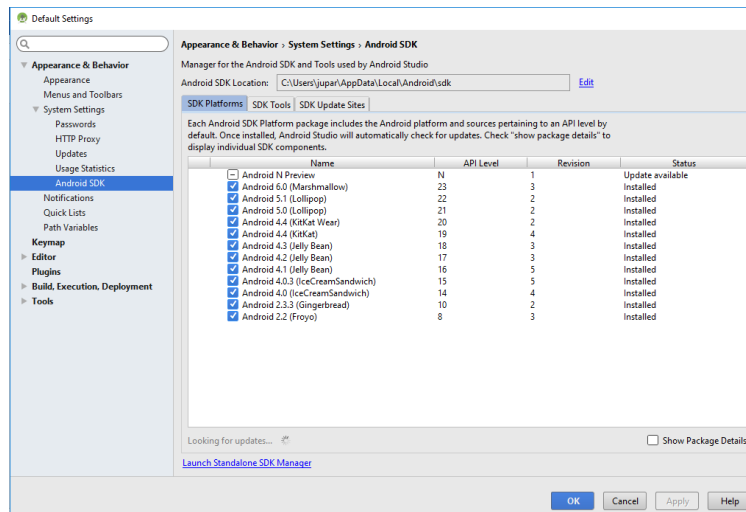 Default Settings
Appearance & Behavior
Appearance
Menus and Toolbars
System Settings
Passwords
HTTP Proxy
Updates
Usage Statistics
Android SDK
Notifications
Quick Lists
Path Variables
Keymap
Editor
Plugins
Build, Execution, Deployment
Tools
Appearance & Behavior › System Settings › Android SDK
Manager for the Android SDK and Tools used by Android Studio
Android SDK Location: C:\Users\jupar\AppData\Local\Android\sdk Edit
SDK Platforms SDK Tools SDK Update Sites
Each Android SDK Platform package includes the Android platform and sources pertaining to an API level by
default. Once installed, Android Studio will automatically check for updates. Check "show package details" to
display individual SDK components.
Name API Level Revision Status
Android N Preview N 1 Update available
Android 6.0 (Marshmallow) 23 3 Installed
Android 5.1 (Lollipop) 22 2 Installed
Android 5.0 (Lollipop) 21 2 Installed
Android 4.4 (KitKat Wear) 20 2 Installed
Android 4.4 (KitKat) 19 4 Installed
Android 4.3 (Jelly Bean) 18 3 Installed
Android 4.2 (Jelly Bean) 17 3 Installed
Android 4.1 (Jelly Bean) 16 5 Installed
Android 4.0.3 (IceCreamSandwich) 15 5 Installed
Android 4.0 (IceCreamSandwich) 14 4 Installed
Android 2.3.3 (Gingerbread) 10 2 Installed
Android 2.2 (Froyo) 8 3 Installed
Looking for updates... Show Package Details
Launch Standalone SDK Manager
OK Cancel Apply Help